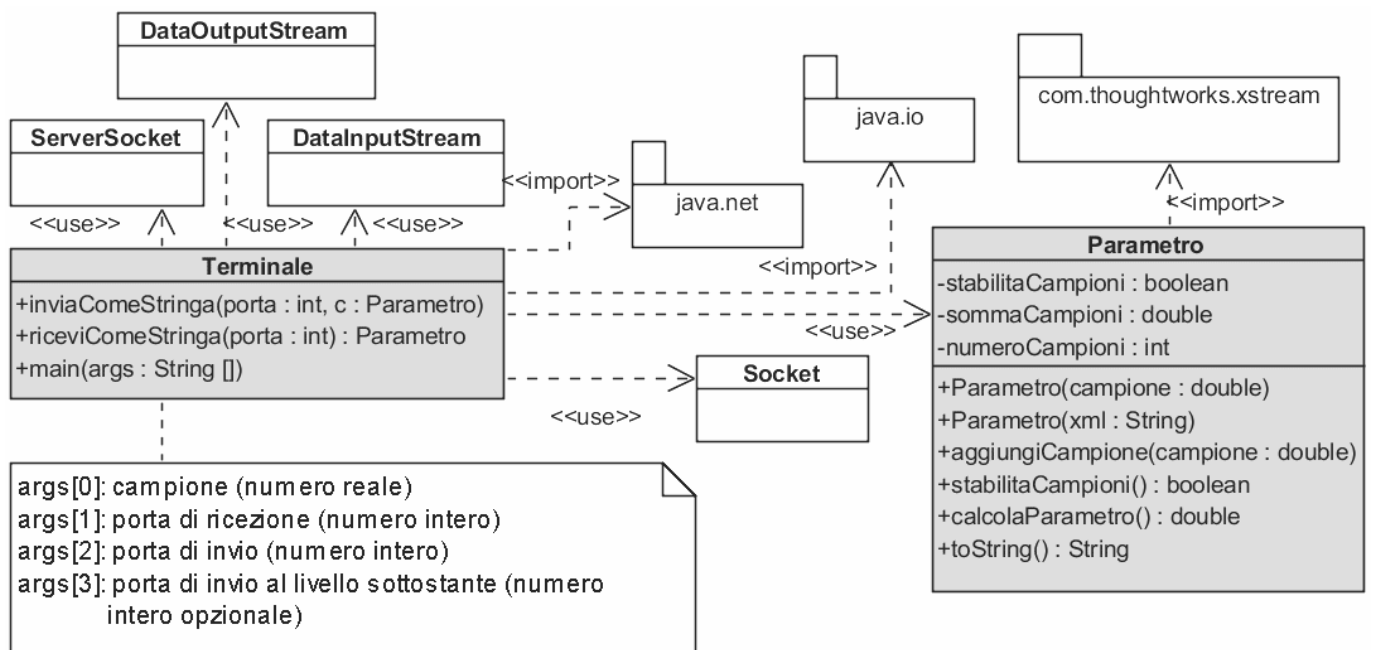 DataOutputStream
ServerSocket
DataInputStream
java.io
com.thoughtworks.xstream
<<import>>
java.net
<<import>>
<<use>>
<<use>>
<<use>>
Terminale
+inviaComeStringa(porta : int, c : Parametro)
+riceviComeStringa(porta : int) : Parametro
+main(args : String [])
<<import>>
<<use>>
Parametro
-stabilitaCampioni : boolean
-sommaCampioni : double
-numeroCampioni : int
+Parametro(campione : double)
+Parametro(xml : String)
+aggiungiCampione(campione : double)
+stabilitaCampioni() : boolean
+calcolaParametro() : double
+toString() : String
Socket
<<use>>
args[0]: campione (numero reale)
args[1]: porta di ricezione (numero intero)
args[2]: porta di invio (numero intero)
args[3]: porta di invio al livello sottostante (numero
intero opzionale)